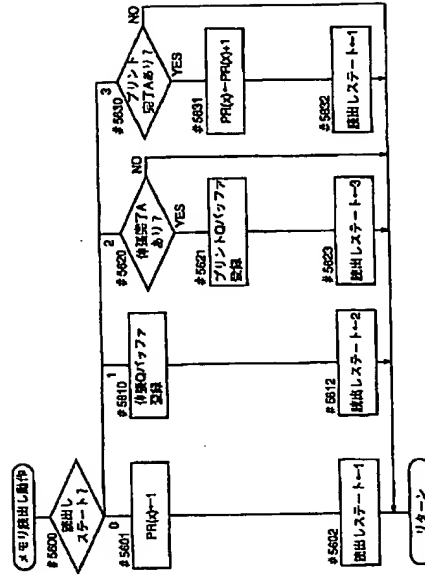 メモリ読出し動作
#5600
読出し
ステート?
0
1
2
3
#5601
PR(x)←1
#5602
読出しステート←1
リターン
#5610
伸張Qバッファ
登録
#5612
読出しステート←2
#5620
伸張完了A
あり?
NO
YES
#5621
プリントQバッファ
登録
#5623
読出しステート←3
#5630
プリント
完了Aあり?
NO
YES
#5631
PR(x)←PR(x)+1
#5632
読出しステート←1